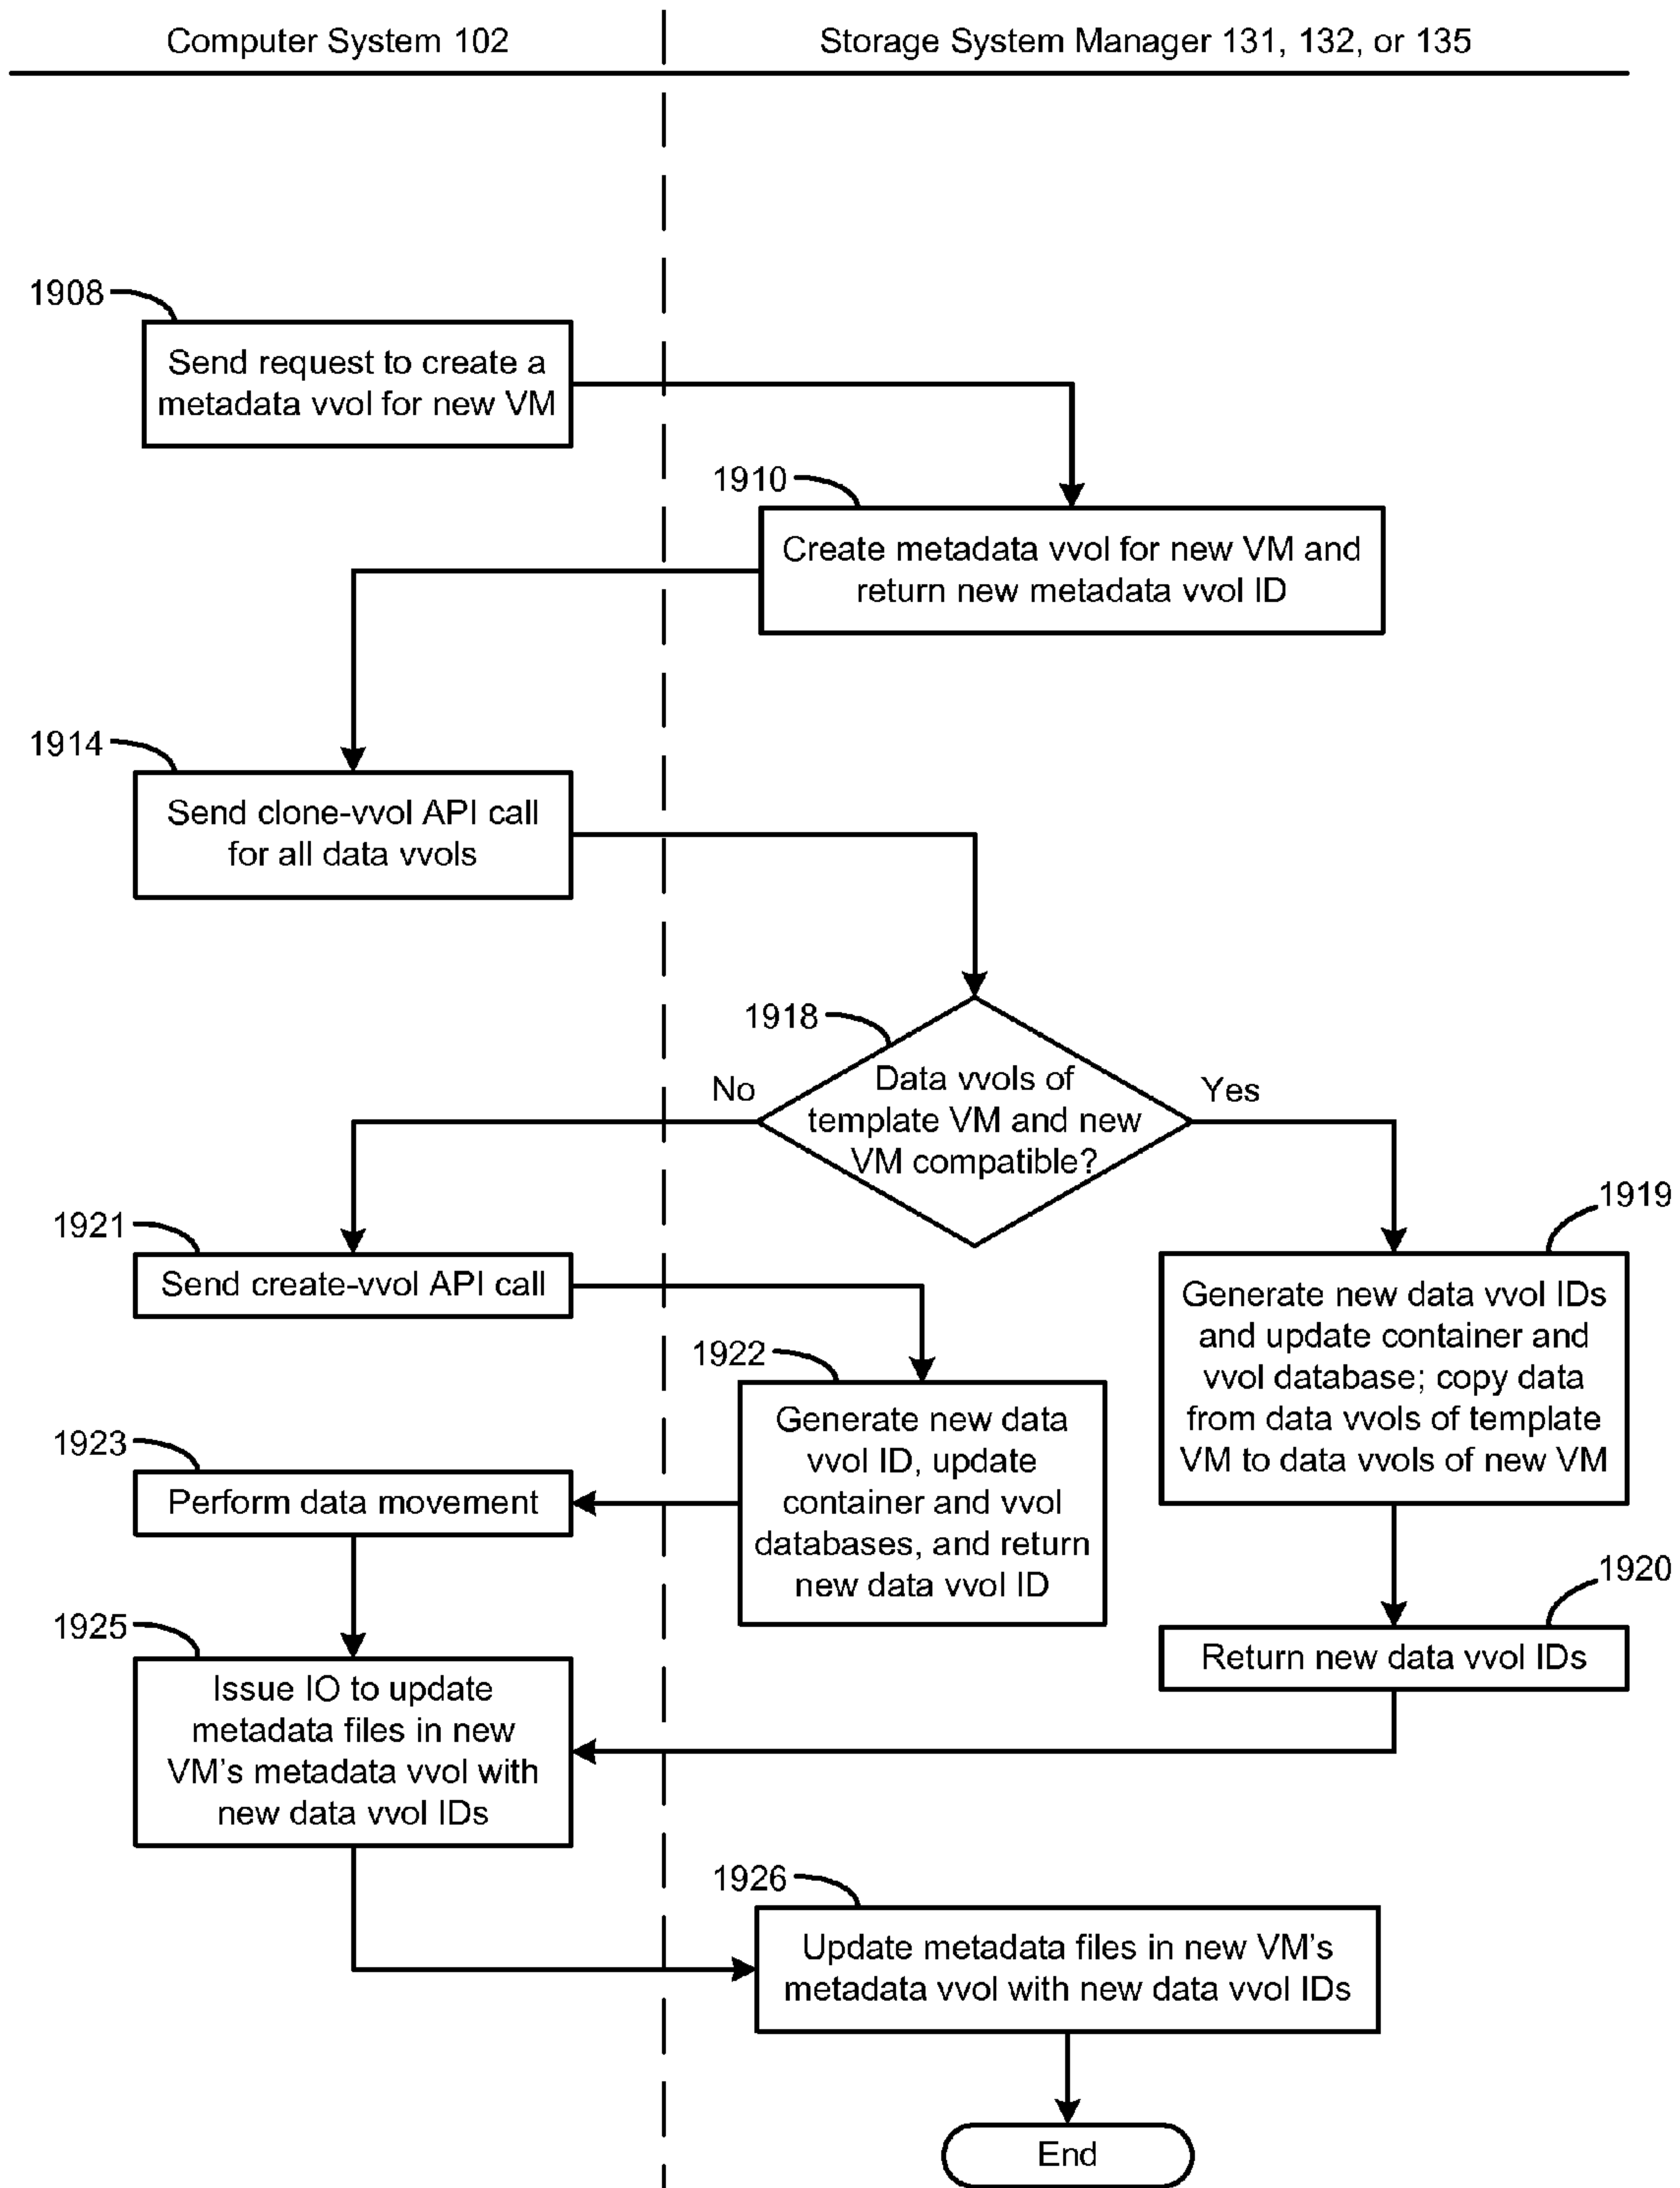 Computer System 102
Storage System Manager 131, 132, or 135
1908
Send request to create a
metadata vvol for new VM
1910
Create metadata vvol for new VM and
return new metadata vvol ID
1914
Send clone-vvol API call
for all data vvols
1918
Data vvols of
template VM and new
VM compatible?
No
Yes
1921
Send create-vvol API call
1919
Generate new data vvol IDs
and update container and
vvol database; copy data
from data vvols of template
VM to data vvols of new VM
1922
Generate new data
vvol ID, update
container and vvol
databases, and return
new data vvol ID
1923
Perform data movement
1920
Return new data vvol IDs
1925
Issue IO to update
metadata files in new
VM's metadata vvol with
new data vvol IDs
1926
Update metadata files in new VM's
metadata vvol with new data vvol IDs
End